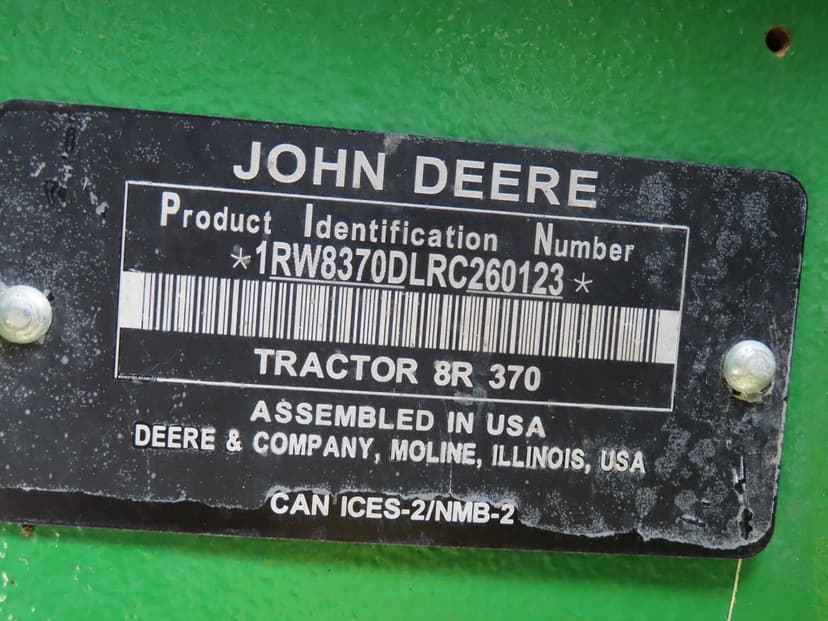 JOHN DEERE
Product Identification Number
*1RW8370DLRC260123*
TRACTOR 8R 370
ASSEMBLED IN USA
DEERE & COMPANY, MOLINE, ILLINOIS, USA
CAN ICES-2/NMB-2